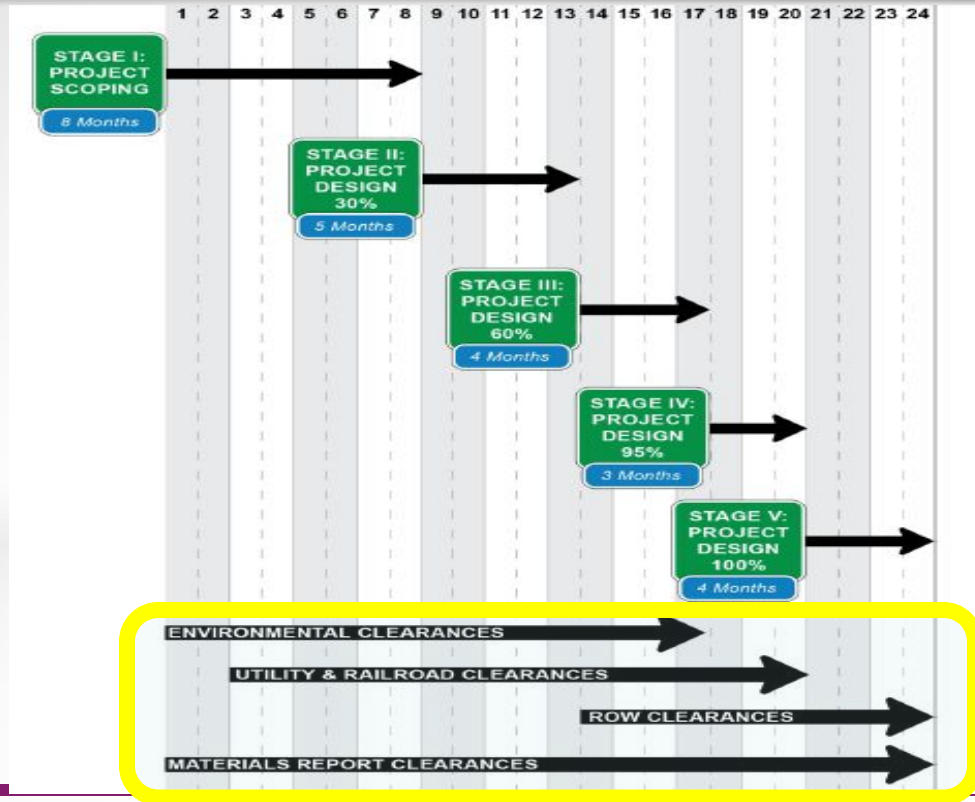 1 2 3 4 5 6 7 8 9 10 11 12 13 14 15 16 17 18 19 20 21 22 23 24
STAGE I:
PROJECT
SCOPING
8 Months
STAGE II:
PROJECT
DESIGN
30%
5 Months
STAGE III:
PROJECT
DESIGN
60%
4 Months
STAGE IV:
PROJECT
DESIGN
95%
3 Months
STAGE V:
PROJECT
DESIGN
100%
4 Months
ENVIRONMENTAL CLEARANCES
UTILITY & RAILROAD CLEARANCES
ROW CLEARANCES
MATERIALS REPORT CLEARANCES